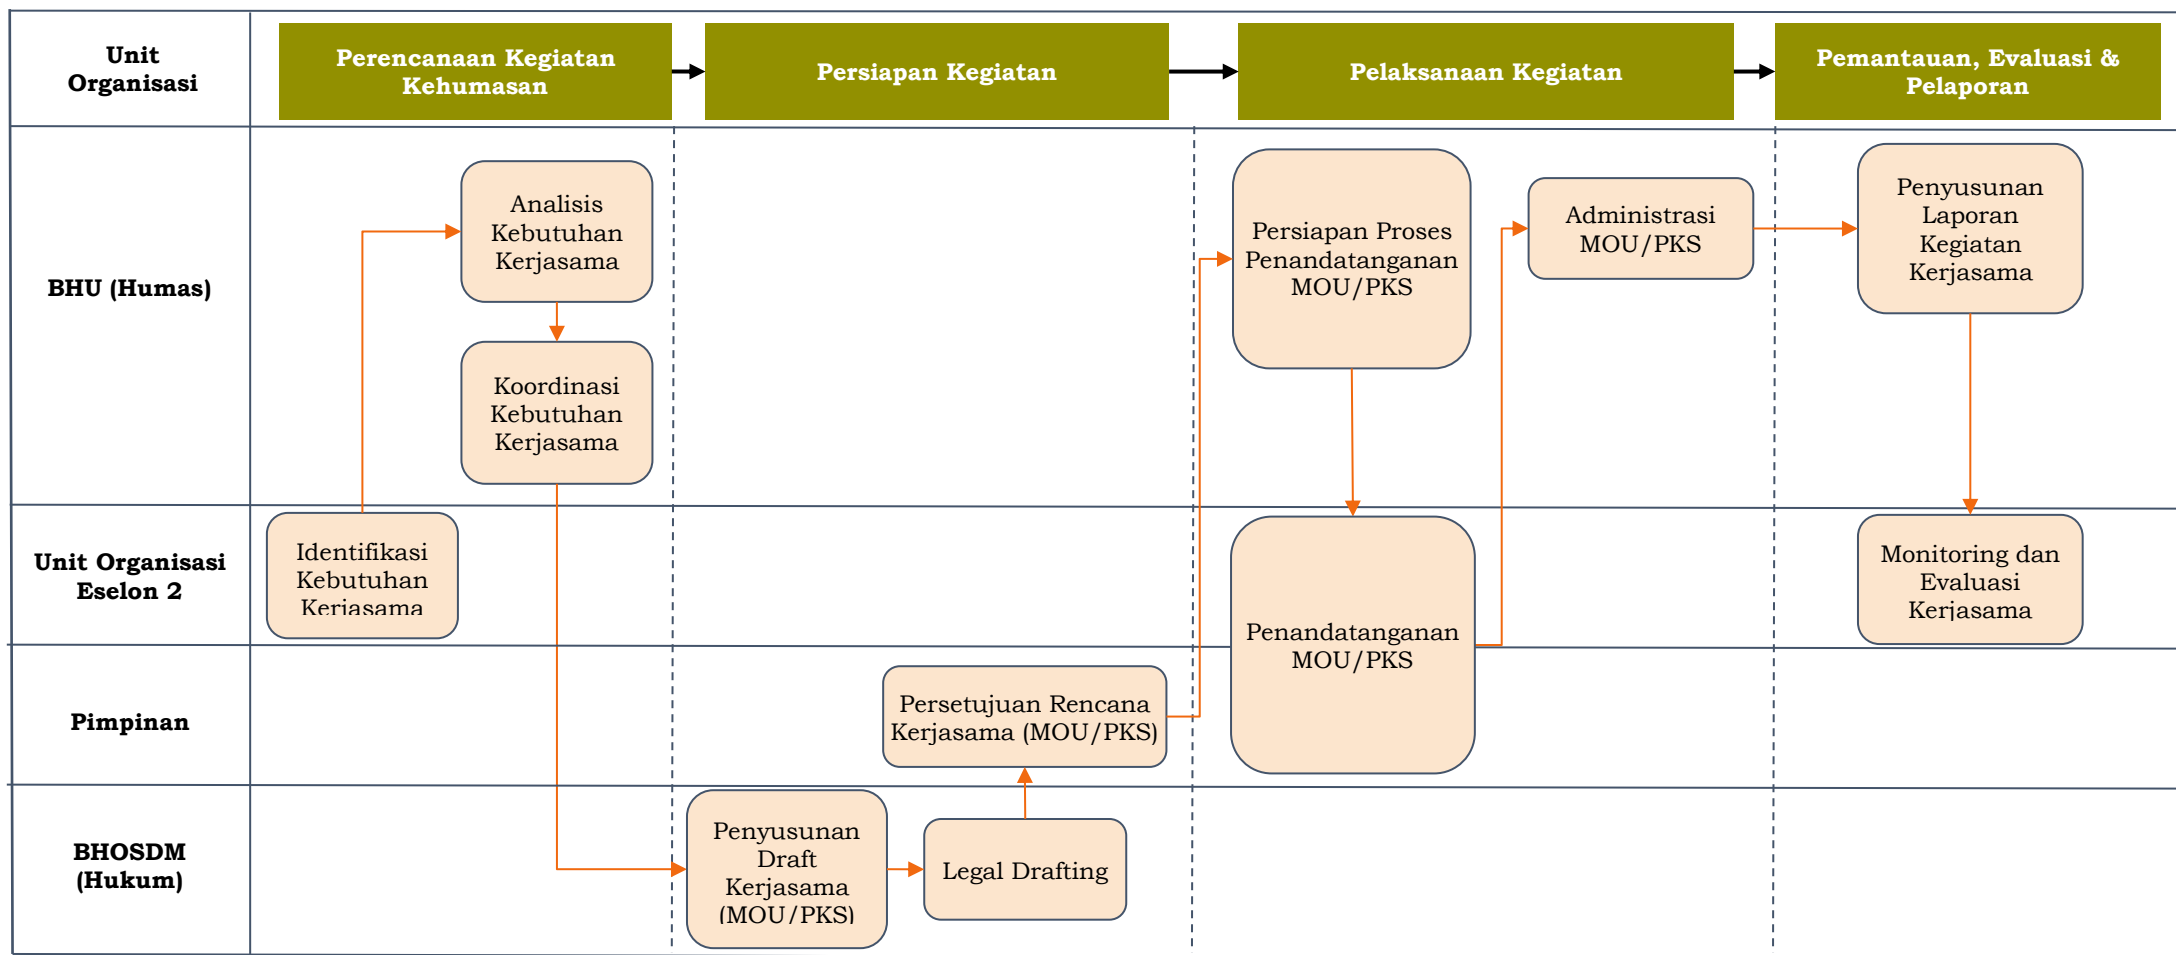 Unit
Organisasi
Perencanaan Kegiatan
Kehumasan
Persiapan Kegiatan
Pelaksanaan Kegiatan
Pemantauan, Evaluasi &
Pelaporan
BHU (Humas)
Analisis
Kebutuhan
Kerjasama
Koordinasi
Kebutuhan
Kerjasama
Persiapan Proses
Penandatanganan
MOU/PKS
Administrasi
MOU/PKS
Penyusunan
Laporan
Kegiatan
Kerjasama
Unit Organisasi
Eselon 2
Identifikasi
Kebutuhan
Kerjasama
Penandatanganan
MOU/PKS
Monitoring dan
Evaluasi
Kerjasama
Pimpinan
Persetujuan Rencana
Kerjasama (MOU/PKS)
BHOSDM
(Hukum)
Penyusunan
Draft
Kerjasama
(MOU/PKS)
Legal Drafting